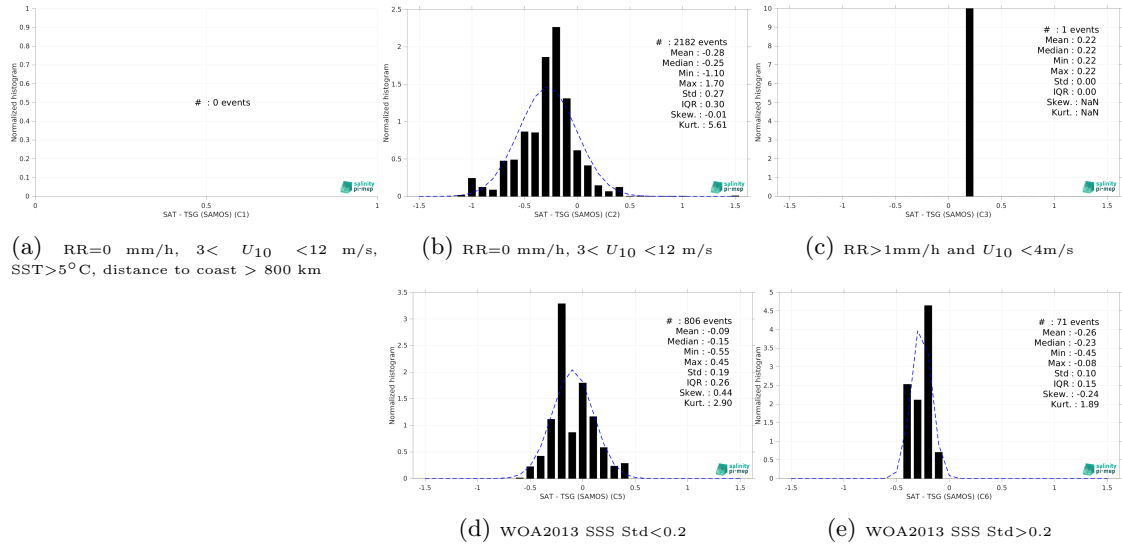 1
0.9
0.8
0.7
0.6
0.5
0.4
0.3
0.2
0.1
0
Normalized histogram
# : 0 events
salinity
pi-mep
0 0.5 1
SAT - TSG (SAMOS) (C1)
(a) RR=0 mm/h, 3< U10 <12 m/s,
SST>5°C, distance to coast > 800 km
2.5
2
1.5
1
0.5
0
Normalized histogram
# : 2182 events
Mean : -0.28
Median : -0.25
Min : -1.10
Max : 1.70
Std : 0.27
IQR : 0.30
Skew. : -0.01
Kurt. : 5.61
salinity
pi-mep
-1.5 -1 -0.5 0 0.5 1 1.5
SAT - TSG (SAMOS) (C2)
(b) RR=0 mm/h, 3< U10 <12 m/s
10
9
8
7
6
5
4
3
2
1
0
Normalized histogram
# : 1 events
Mean : 0.22
Median : 0.22
Min : 0.22
Max : 0.22
Std : 0.00
IQR : 0.00
Skew. : NaN
Kurt. : NaN
salinity
pi-mep
-1.5 -1 -0.5 0 0.5 1 1.5
SAT - TSG (SAMOS) (C3)
(c) RR>1mm/h and U10 <4m/s
3.5
3
2.5
2
1.5
1
0.5
0
Normalized histogram
# : 806 events
Mean : -0.09
Median : -0.15
Min : -0.55
Max : 0.45
Std : 0.19
IQR : 0.26
Skew. : 0.44
Kurt. : 2.90
salinity
pi-mep
-1.5 -1 -0.5 0 0.5 1 1.5
SAT - TSG (SAMOS) (C5)
(d) WOA2013 SSS Std<0.2
5
4.5
4
3.5
3
2.5
2
1.5
1
0.5
0
Normalized histogram
# : 71 events
Mean : -0.26
Median : -0.23
Min : -0.45
Max : -0.08
Std : 0.10
IQR : 0.15
Skew. : -0.24
Kurt. : 1.89
salinity
pi-mep
-1.5 -1 -0.5 0 0.5 1 1.5
SAT - TSG (SAMOS) (C6)
(e) WOA2013 SSS Std>0.2